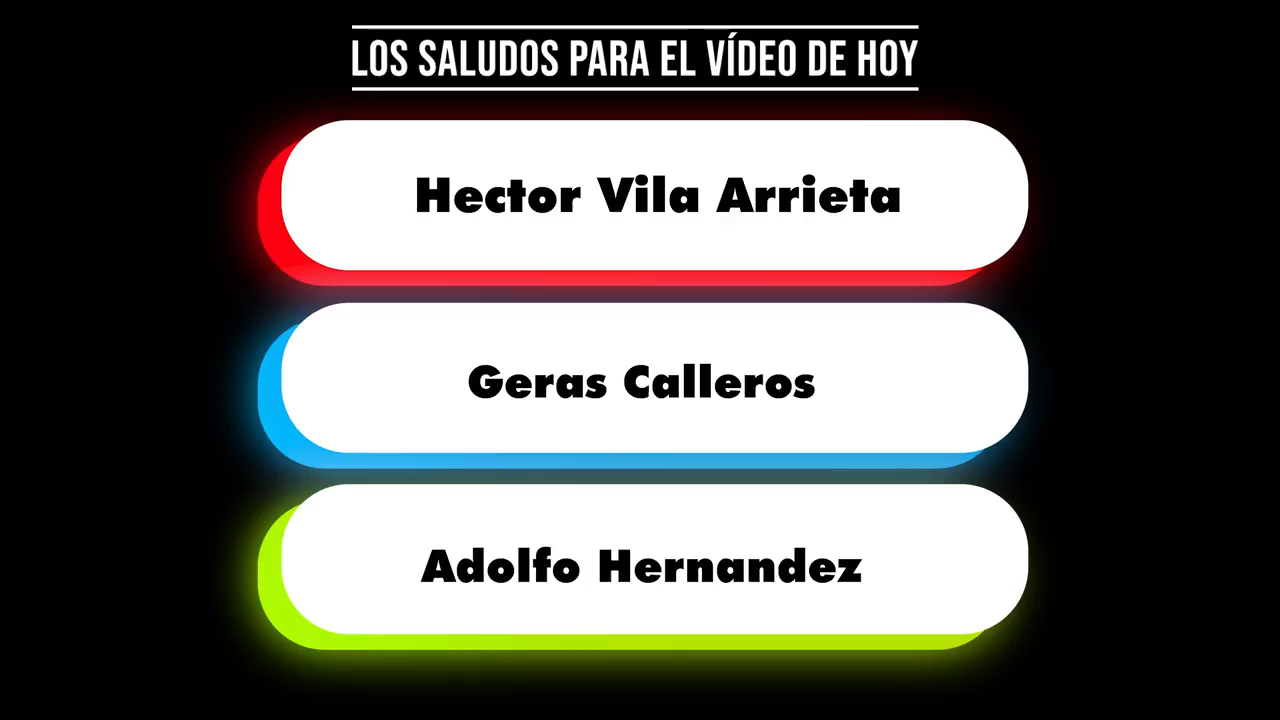 LOS SALUDOS PARA EL VÍDEO DE HOY
Hector Vila Arrieta
Geras Calleros
Adolfo Hernandez